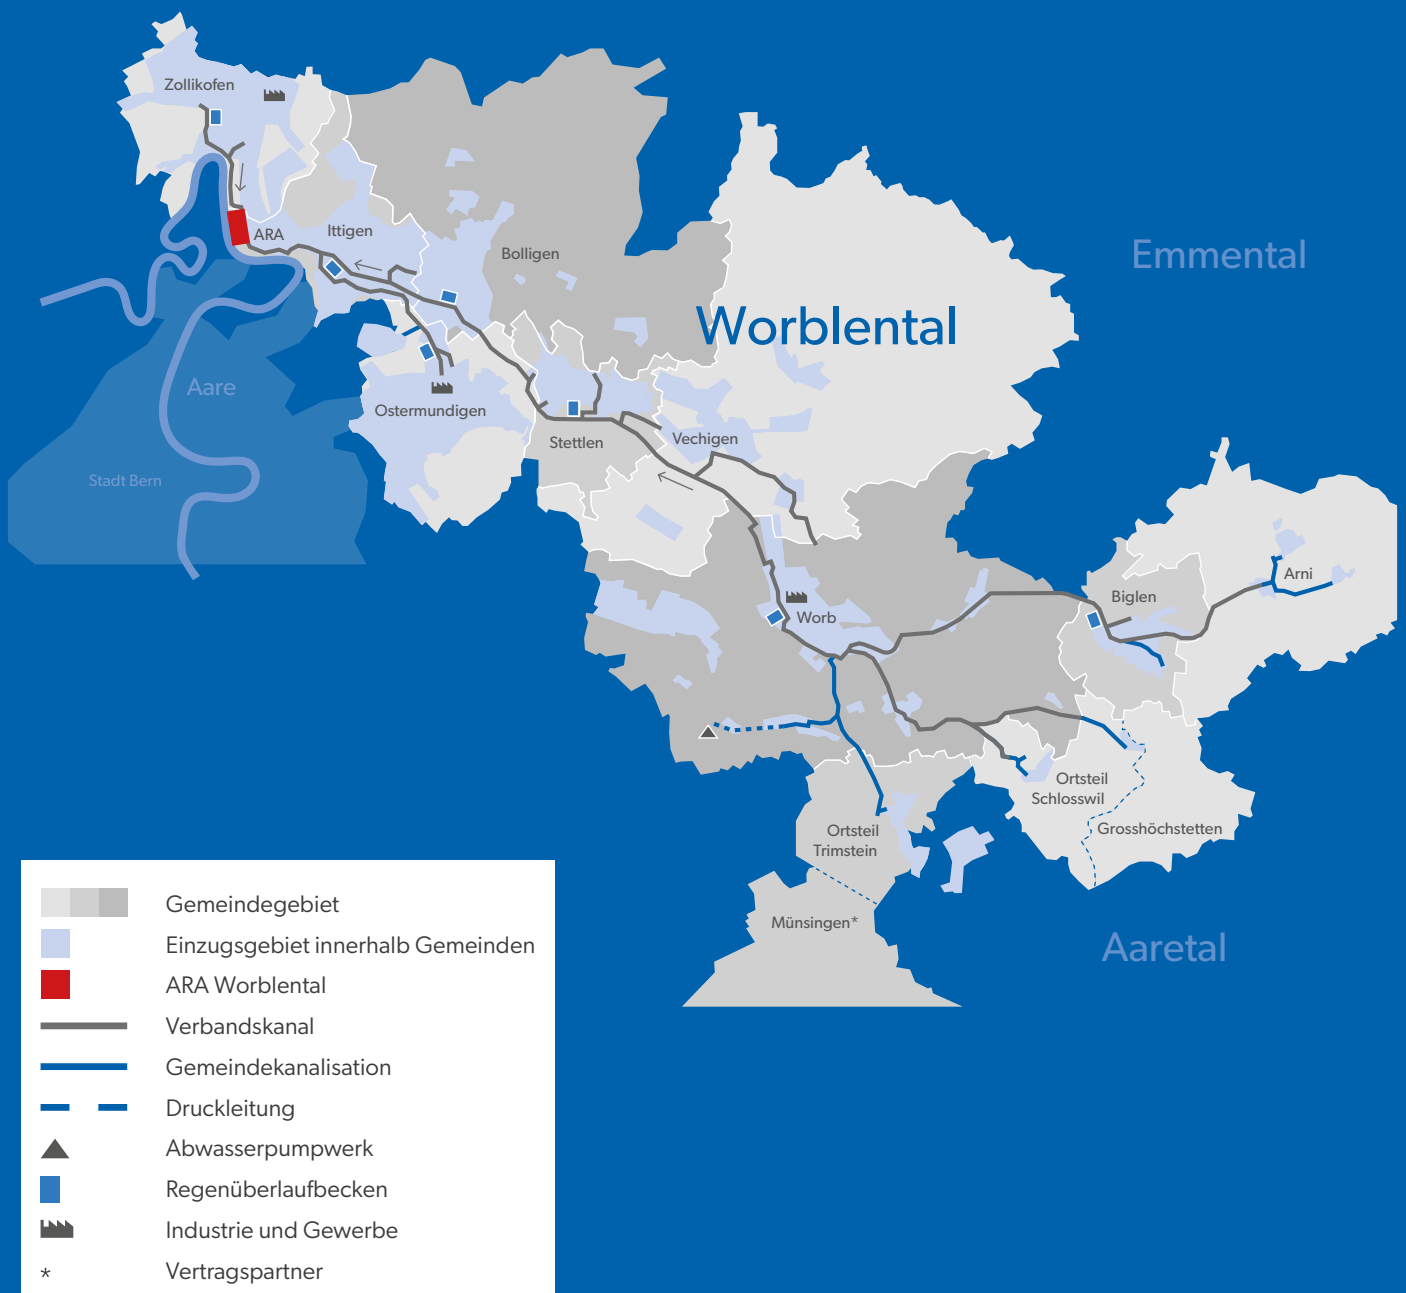 Zollikofen
ARA
Ittigen
Bolligen
Emmental
Worblental
Aare
Ostermundigen
Stettlen
Vechigen
Stadt Bern
Arni
Biglen
Worb
Ortsteil
Schlosswil
Grosshöchstetten
Ortsteil
Trimstein
Münsingen*
Aaretal
Gemeindegebiet
Einzugsgebiet innerhalb Gemeinden
ARA Worblental
Verbandskanal
Gemeindekanalisation
Druckleitung
Abwasserpumpwerk
Regenüberlaufbecken
Industrie und Gewerbe
* Vertragspartner